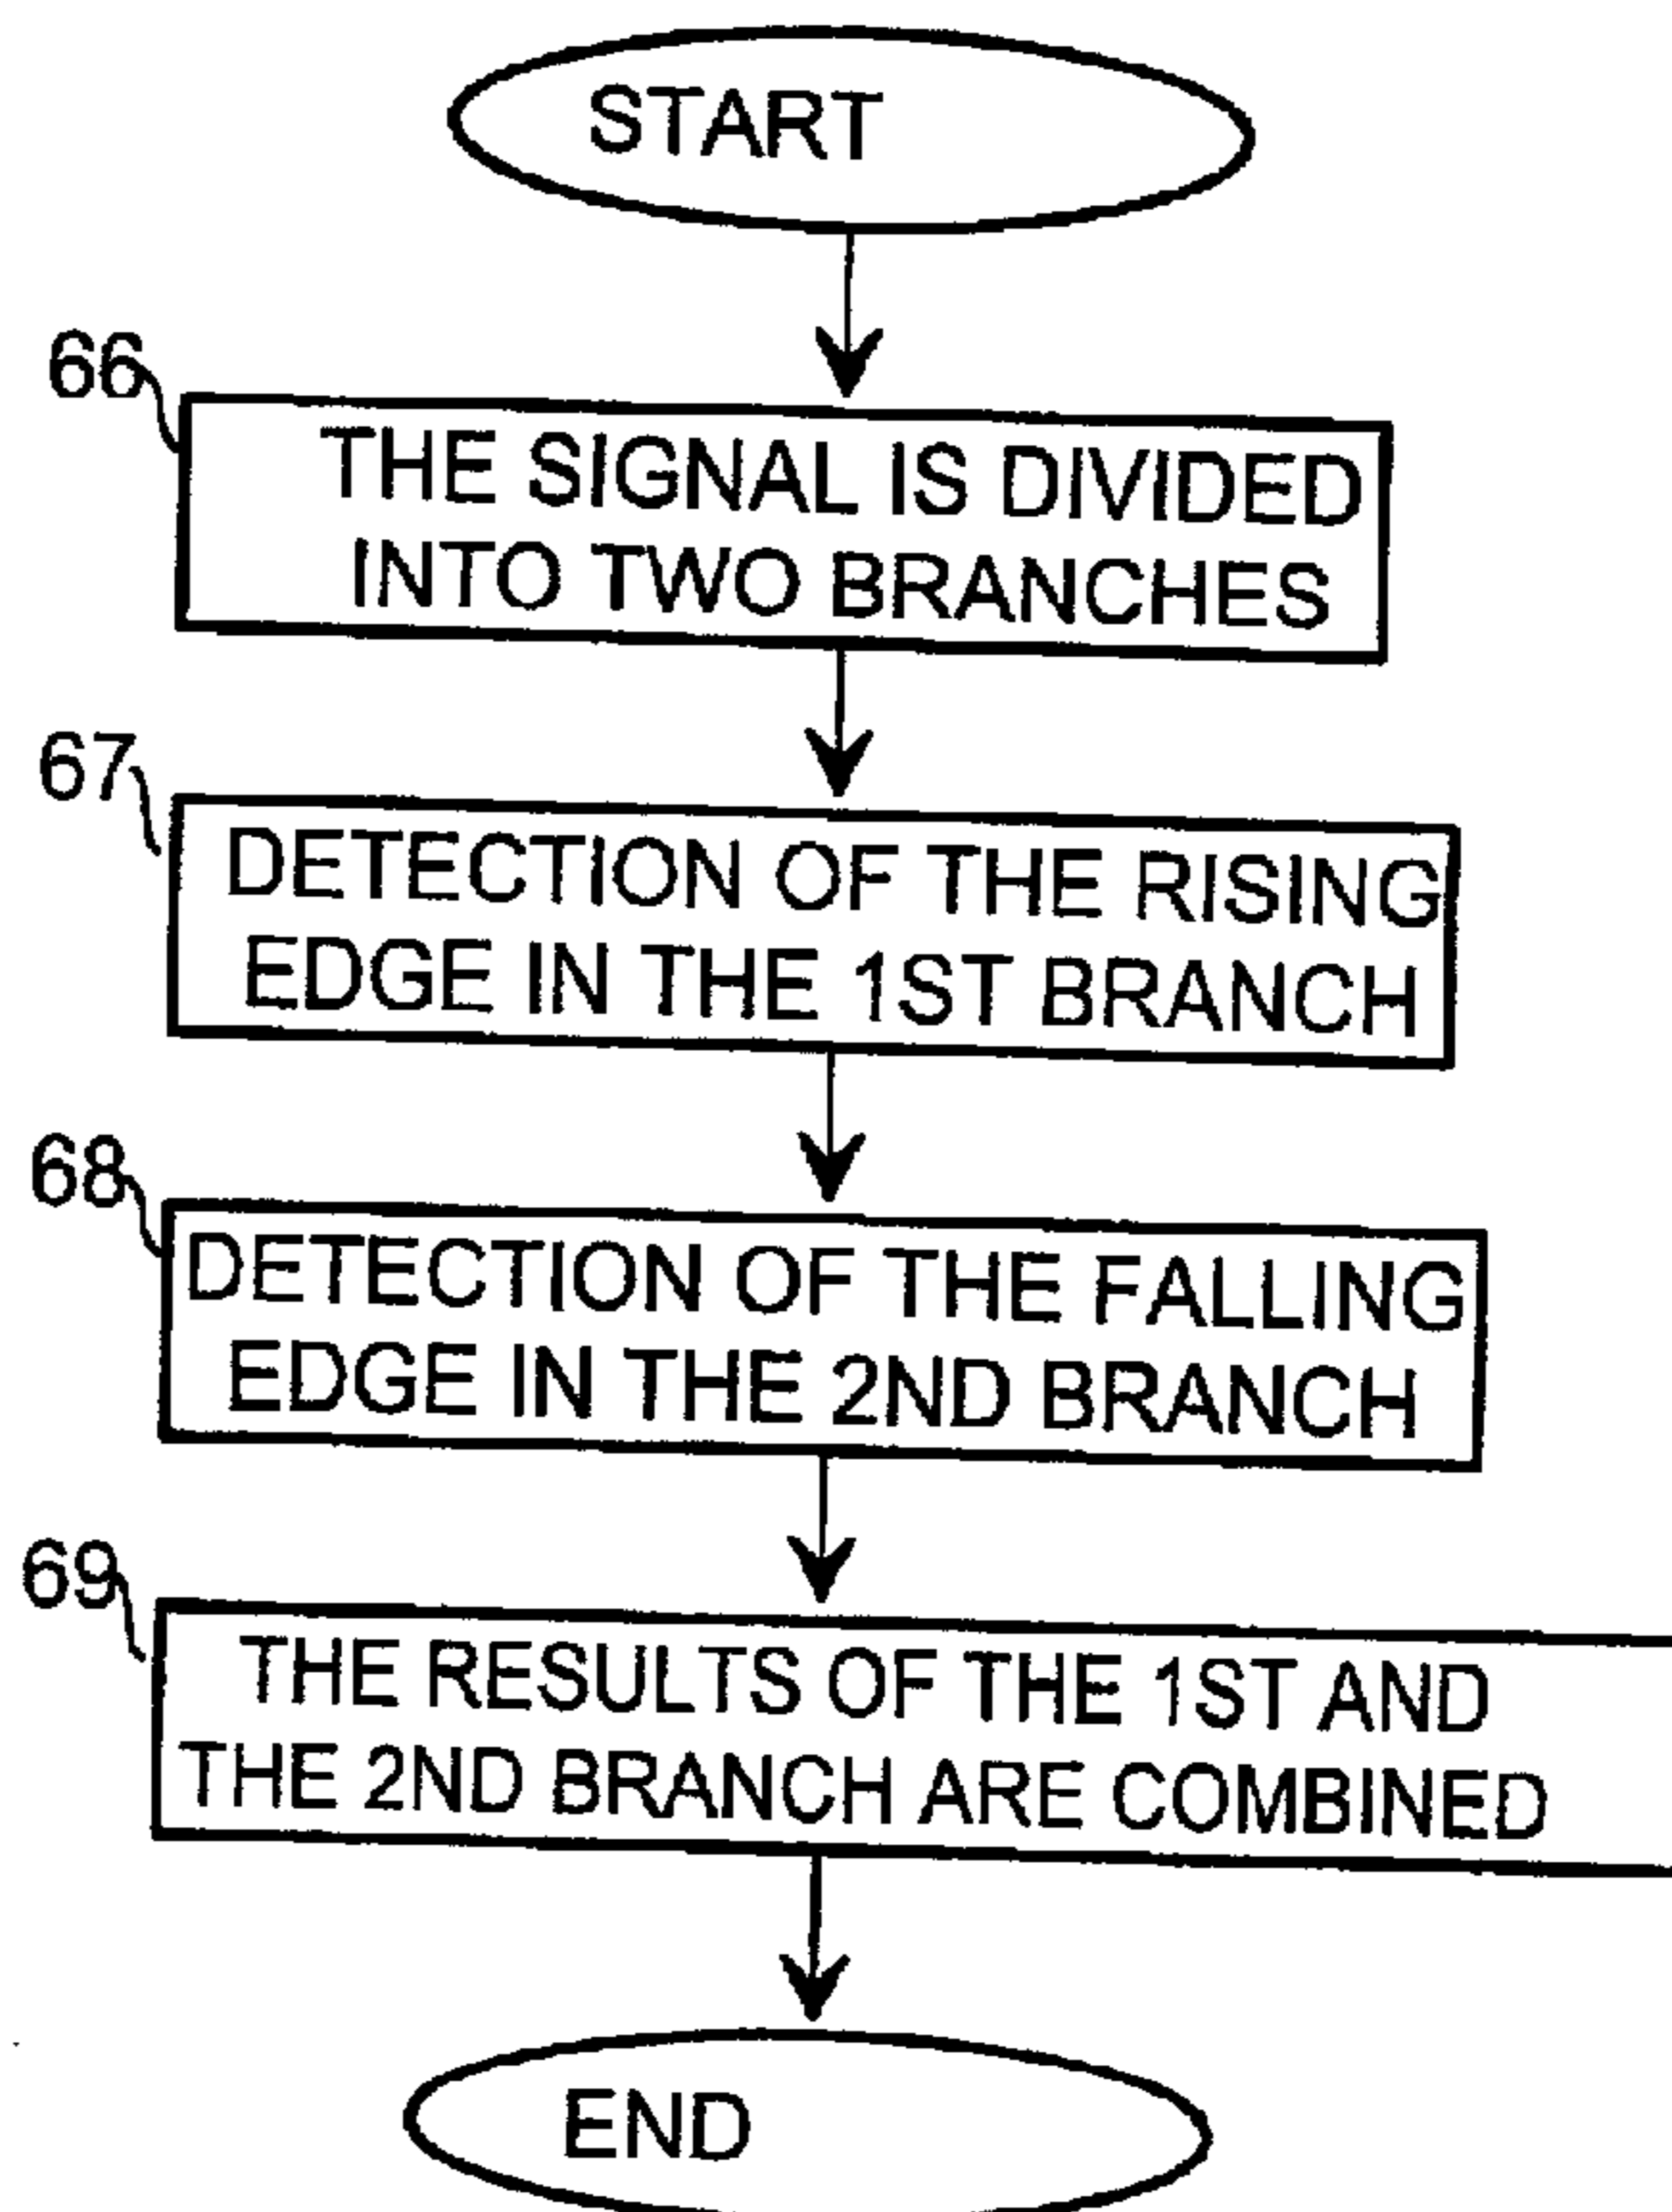 START
66
THE SIGNAL IS DIVIDED
INTO TWO BRANCHES
67
DETECTION OF THE RISING
EDGE IN THE 1ST BRANCH
68
DETECTION OF THE FALLING
EDGE IN THE 2ND BRANCH
69
THE RESULTS OF THE 1ST AND
THE 2ND BRANCH ARE COMBINED
END